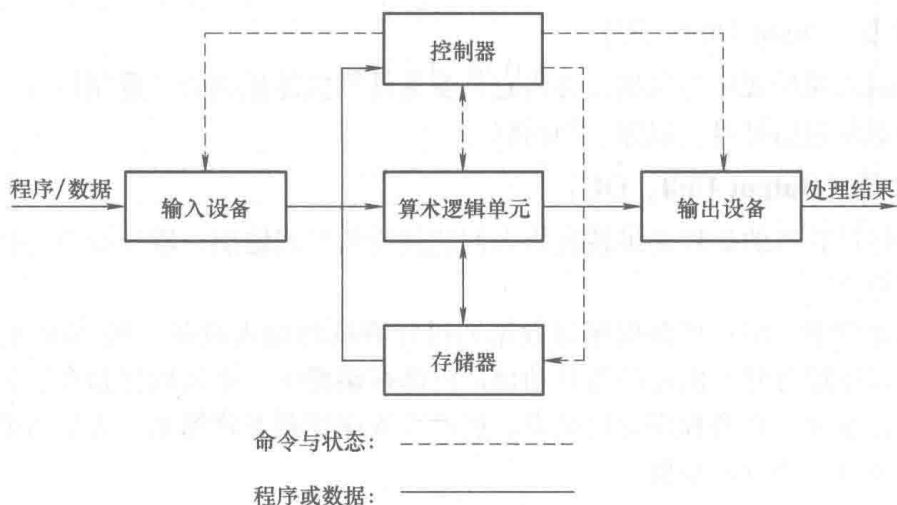 控制器
程序/数据
输入设备
算术逻辑单元
输出设备
处理结果
存储器
命令与状态:
程序或数据: